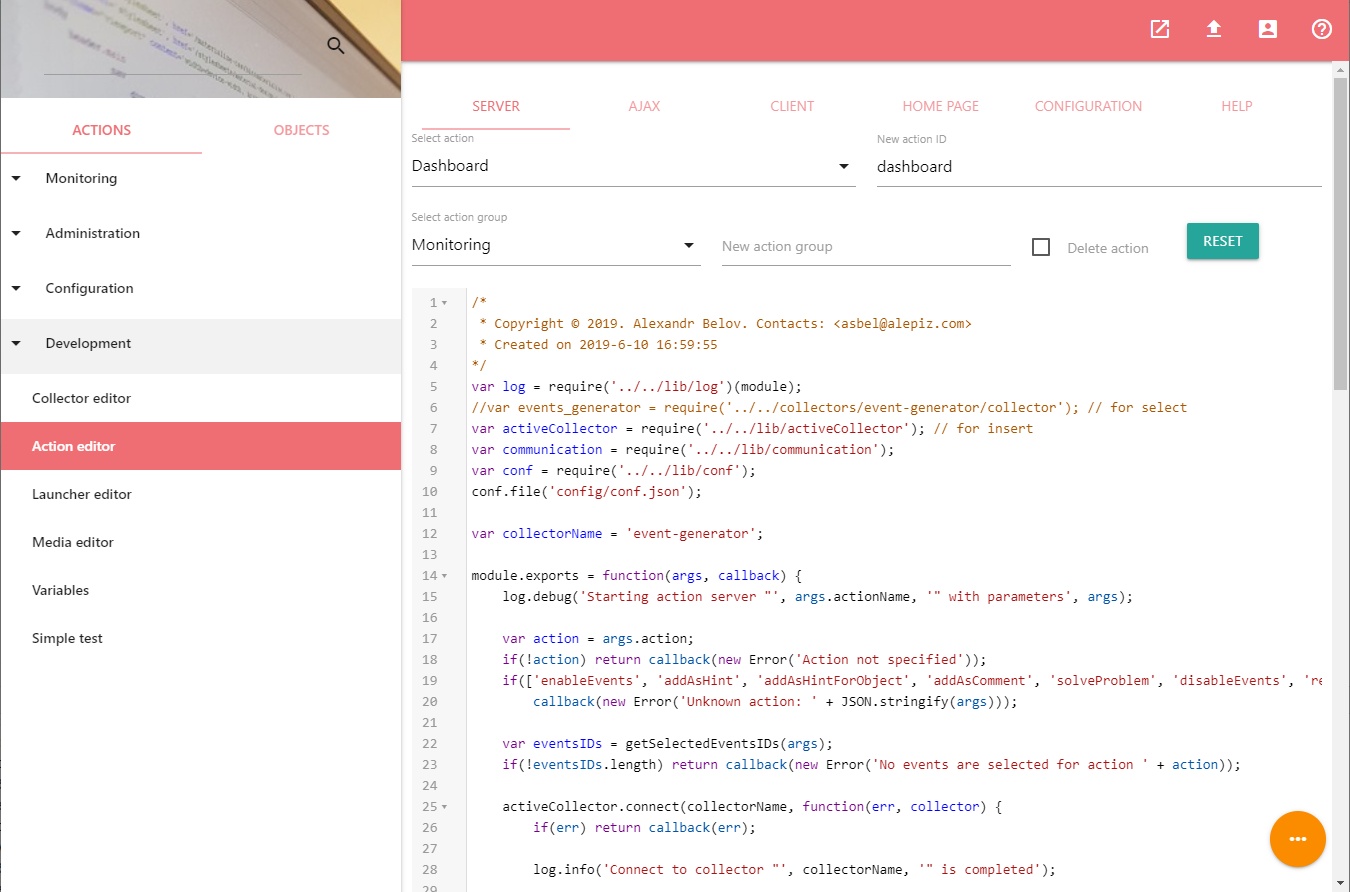 ACTIONS OBJECTS
Monitoring
Administration
Configuration
Development
Collector editor
Action editor
Launcher editor
Media editor
Variables
Simple test
SERVER AJAX CLIENT HOME PAGE CONFIGURATION HELP
Select action New action ID
Dashboard dashboard
Select action group
Monitoring New action group Delete action RESET
1 /*
2 * Copyright © 2019. Alexandr Belov. Contacts: <asbel@alepiz.com>
3 * Created on 2019-6-10 16:59:55
4 */
5 var log = require('../../lib/log')(module);
6 //var events_generator = require('../../collectors/event-generator/collector'); // for select
7 var activeCollector = require('../../lib/activeCollector'); // for insert
8 var communication = require('../../lib/communication');
9 var conf = require('../../lib/conf');
10 conf.file('config/conf.json');
11
12 var collectorName = 'event-generator';
13
14 module.exports = function(args, callback) {
15 log.debug('Starting action server "', args.actionName, '" with parameters', args);
16
17 var action = args.action;
18 if(!action) return callback(new Error('Action not specified'));
19 if(['enableEvents', 'addAsHint', 'addAsHintForObject', 'addAsComment', 'solveProblem', 'disableEvents', 're
20 callback(new Error('Unknown action: ' + JSON.stringify(args)));
21
22 var eventsIDs = getSelectedEventsIDs(args);
23 if(!eventsIDs.length) return callback(new Error('No events are selected for action ' + action));
24
25 activeCollector.connect(collectorName, function(err, collector) {
26 if(err) return callback(err);
27
28 log.info('Connect to collector "', collectorName, '" is completed');
29